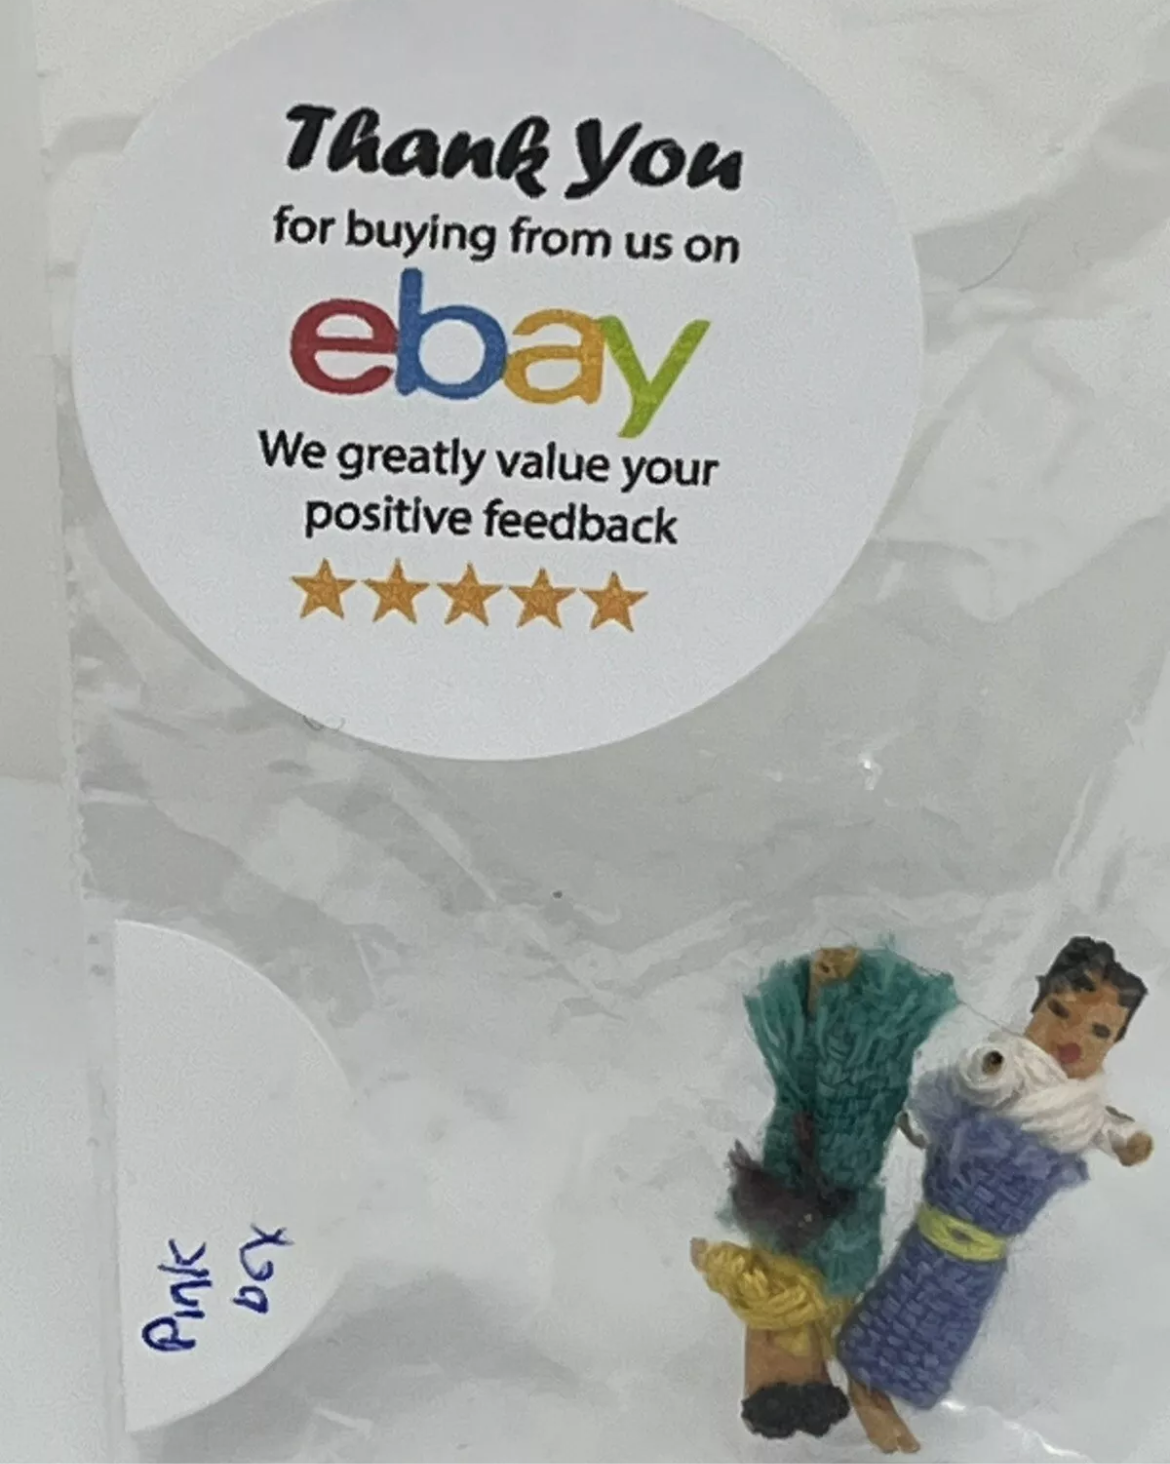 Thank You
for buying from us on
ebay
We greatly value your
positive feedback
Pink
box